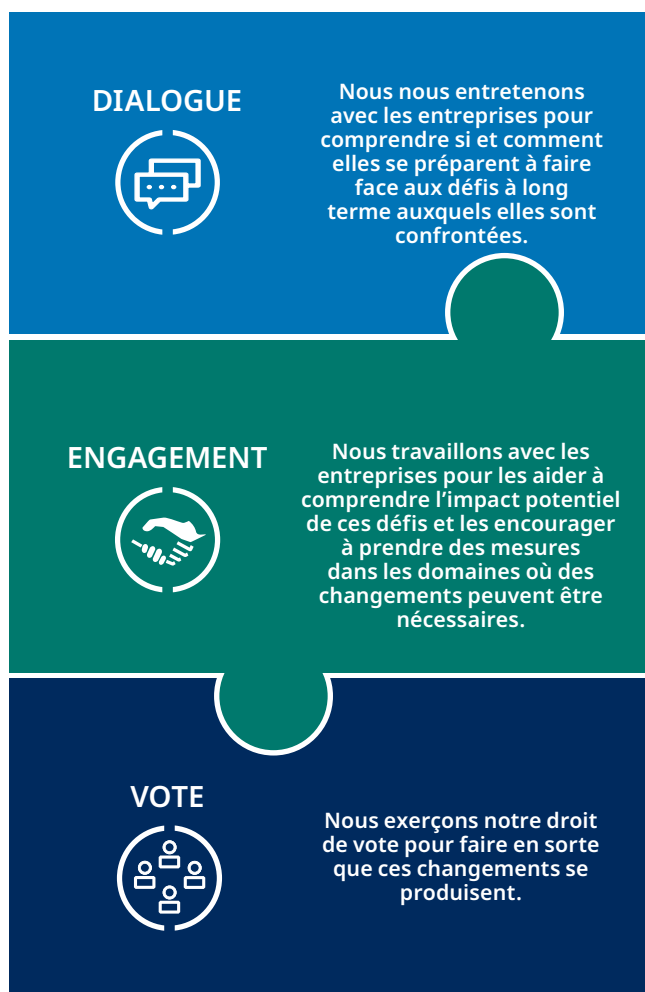 DIALOGUE
Nous nous entretenons
avec les entreprises pour
comprendre si et comment
elles se préparent à faire
face aux défis à long
terme auxquels elles sont
confrontées.
ENGAGEMENT
Nous travaillons avec les
entreprises pour les aider à
comprendre l’impact potentiel
de ces défis et les encourager
à prendre des mesures
dans les domaines où des
changements peuvent être
nécessaires.
VOTE
Nous exerçons notre droit
de vote pour faire en sorte
que ces changements se
produisent.